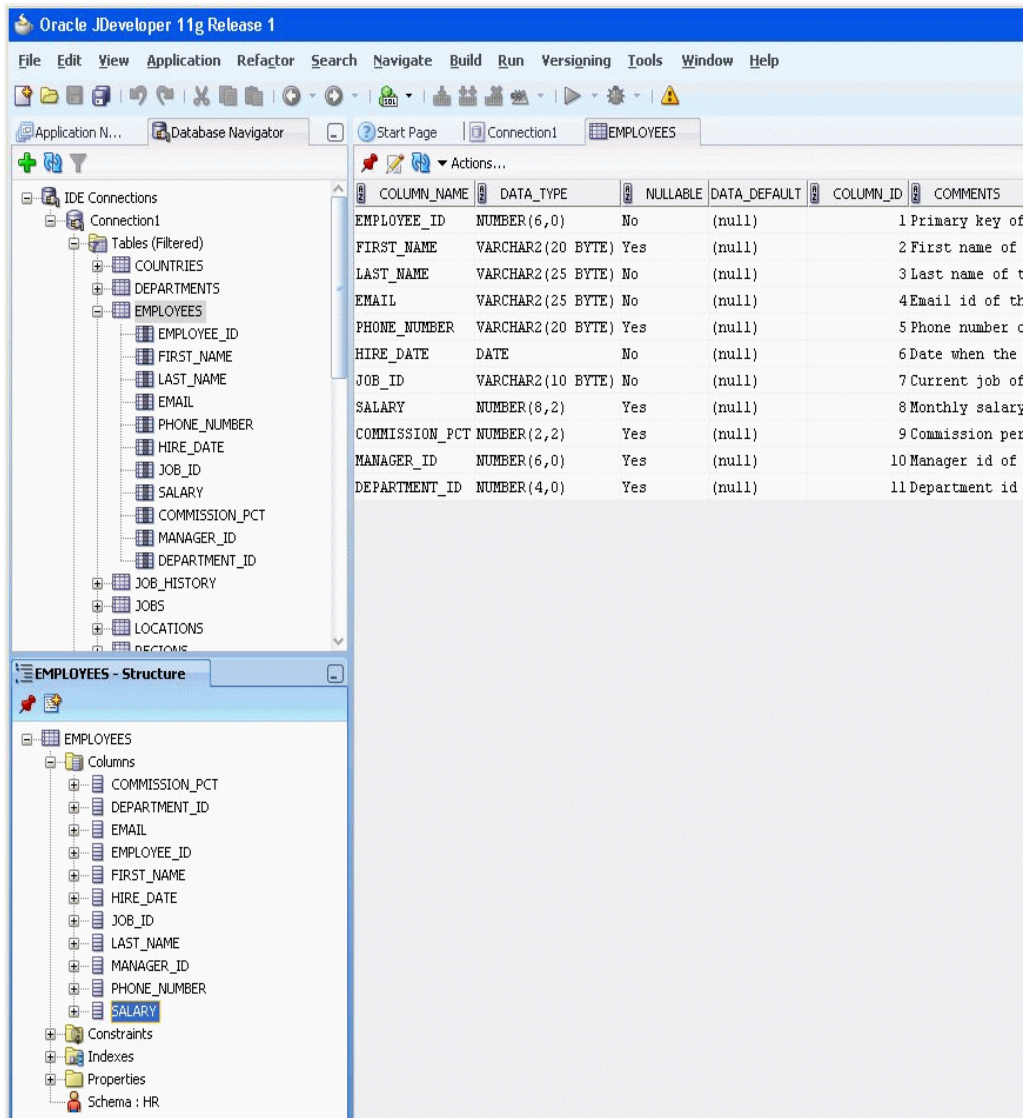 Oracle JDeveloper 11g Release 1
File Edit View Application Refactor Search Navigate Build Run Versioning Tools Window Help
Application N... Database Navigator
IDE Connections
Connection1
Tables (Filtered)
COUNTRIES
DEPARTMENTS
EMPLOYEES
EMPLOYEE_ID
FIRST_NAME
LAST_NAME
EMAIL
PHONE_NUMBER
HIRE_DATE
JOB_ID
SALARY
COMMISSION_PCT
MANAGER_ID
DEPARTMENT_ID
JOB_HISTORY
JOBS
LOCATIONS
REGIONS
EMPLOYEES - Structure
EMPLOYEES
Columns
COMMISSION_PCT
DEPARTMENT_ID
EMAIL
EMPLOYEE_ID
FIRST_NAME
HIRE_DATE
JOB_ID
LAST_NAME
MANAGER_ID
PHONE_NUMBER
SALARY
Constraints
Indexes
Properties
Schema : HR
Start Page Connection1 EMPLOYEES
Actions...
COLUMN_NAME DATA_TYPE NULLABLE DATA_DEFAULT COLUMN_ID COMMENTS
EMPLOYEE_ID NUMBER(6,0) No (null) 1 Primary key of
FIRST_NAME VARCHAR2(20 BYTE) Yes (null) 2 First name of
LAST_NAME VARCHAR2(25 BYTE) No (null) 3 Last name of t
EMAIL VARCHAR2(25 BYTE) No (null) 4 Email id of th
PHONE_NUMBER VARCHAR2(20 BYTE) Yes (null) 5 Phone number o
HIRE_DATE DATE No (null) 6 Date when the
JOB_ID VARCHAR2(10 BYTE) No (null) 7 Current job of
SALARY NUMBER(8,2) Yes (null) 8 Monthly salary
COMMISSION_PCT NUMBER(2,2) Yes (null) 9 Commission per
MANAGER_ID NUMBER(6,0) Yes (null) 10 Manager id of
DEPARTMENT_ID NUMBER(4,0) Yes (null) 11 Department id